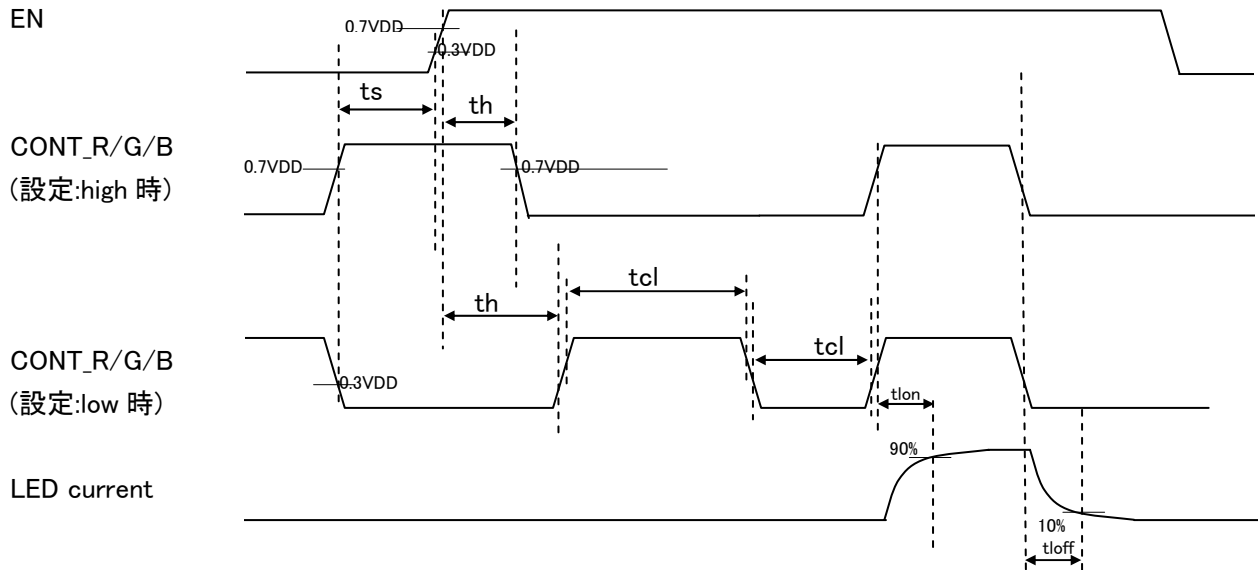 EN
0.7VDD
0.3VDD
ts
th
CONT_R/G/B
(設定:high 時)
0.7VDD
0.7VDD
th
tcl
CONT_R/G/B
(設定:low 時)
0.3VDD
tcl
tlon
LED current
90%
10%
tloff